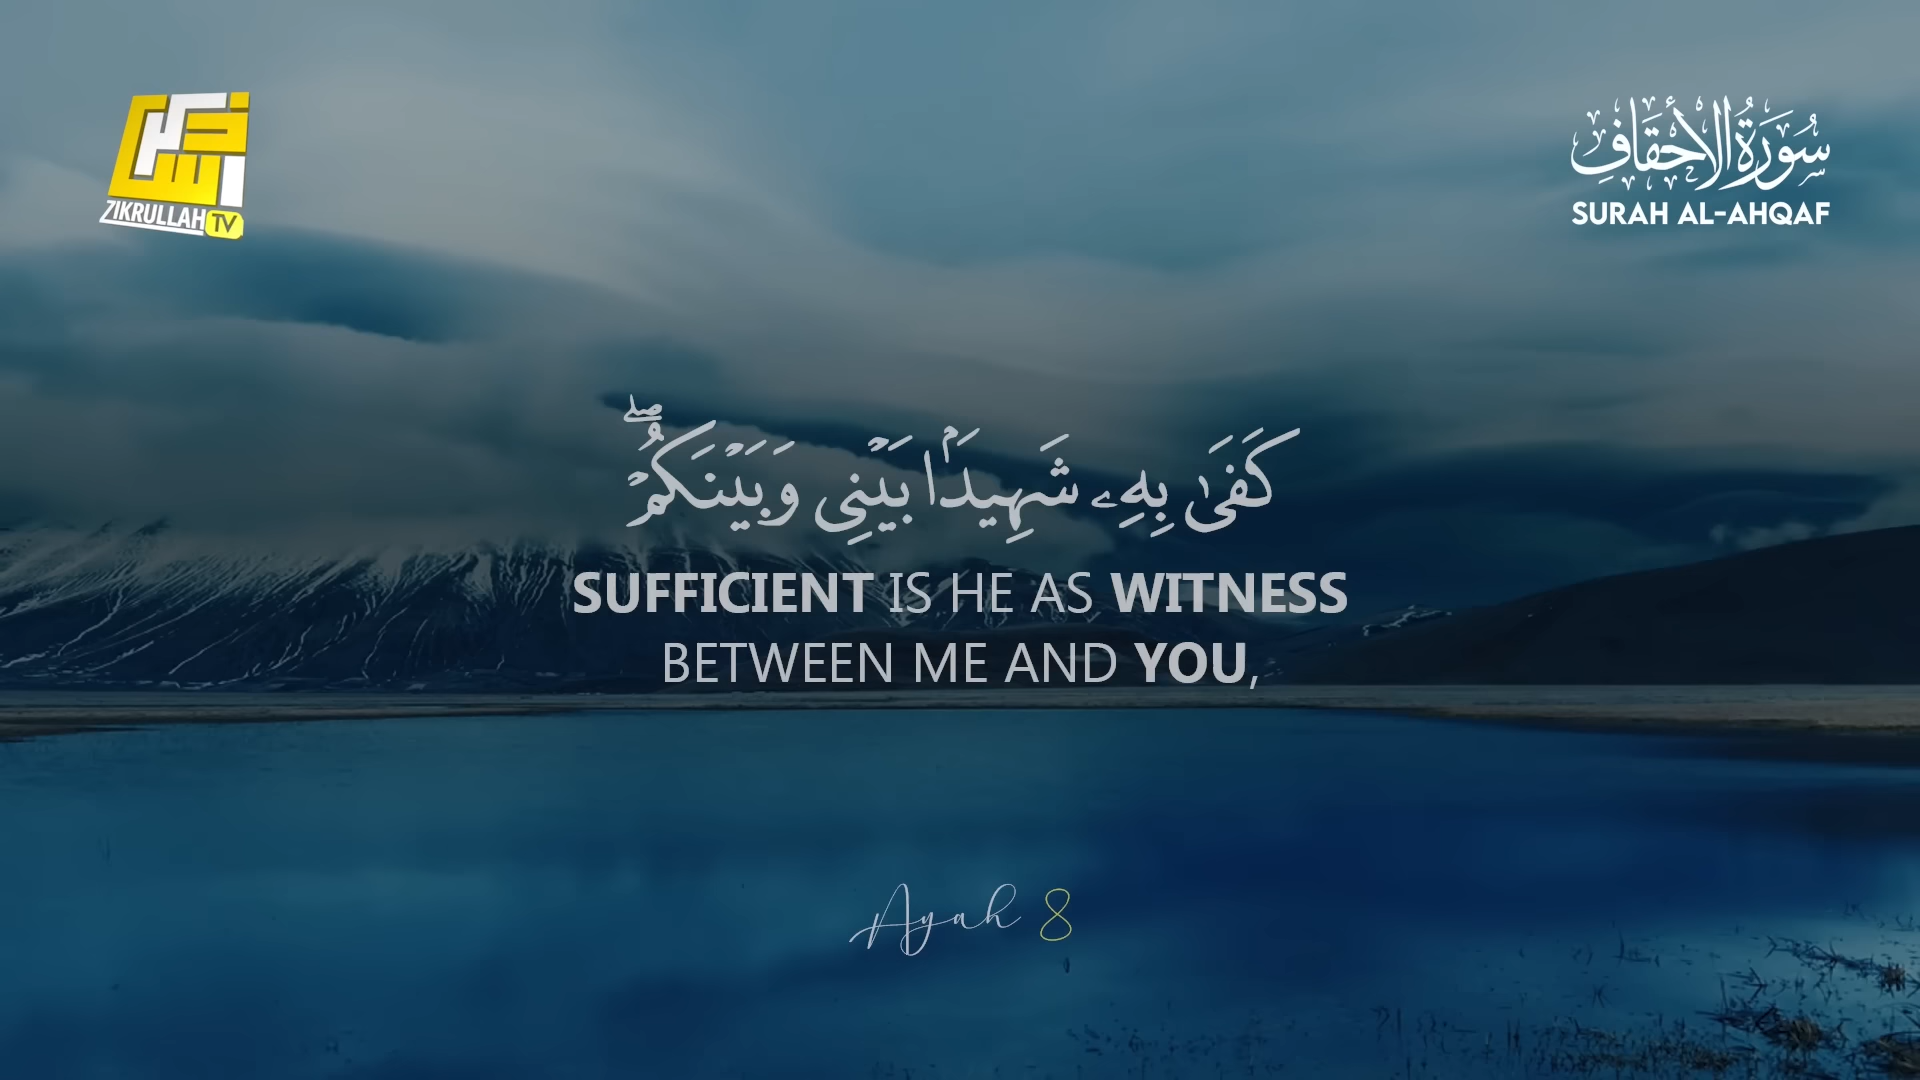 ZIKRULLAH TV
سُورَةُ الْأَحْقَافِ
SURAH AL-AHQAF
كَفَىٰ بِهِۦ شَهِيدَۢا بَيۡنِي وَبَيۡنَكُمۡۖ
SUFFICIENT IS HE AS WITNESS
BETWEEN ME AND YOU,
Ayah 8